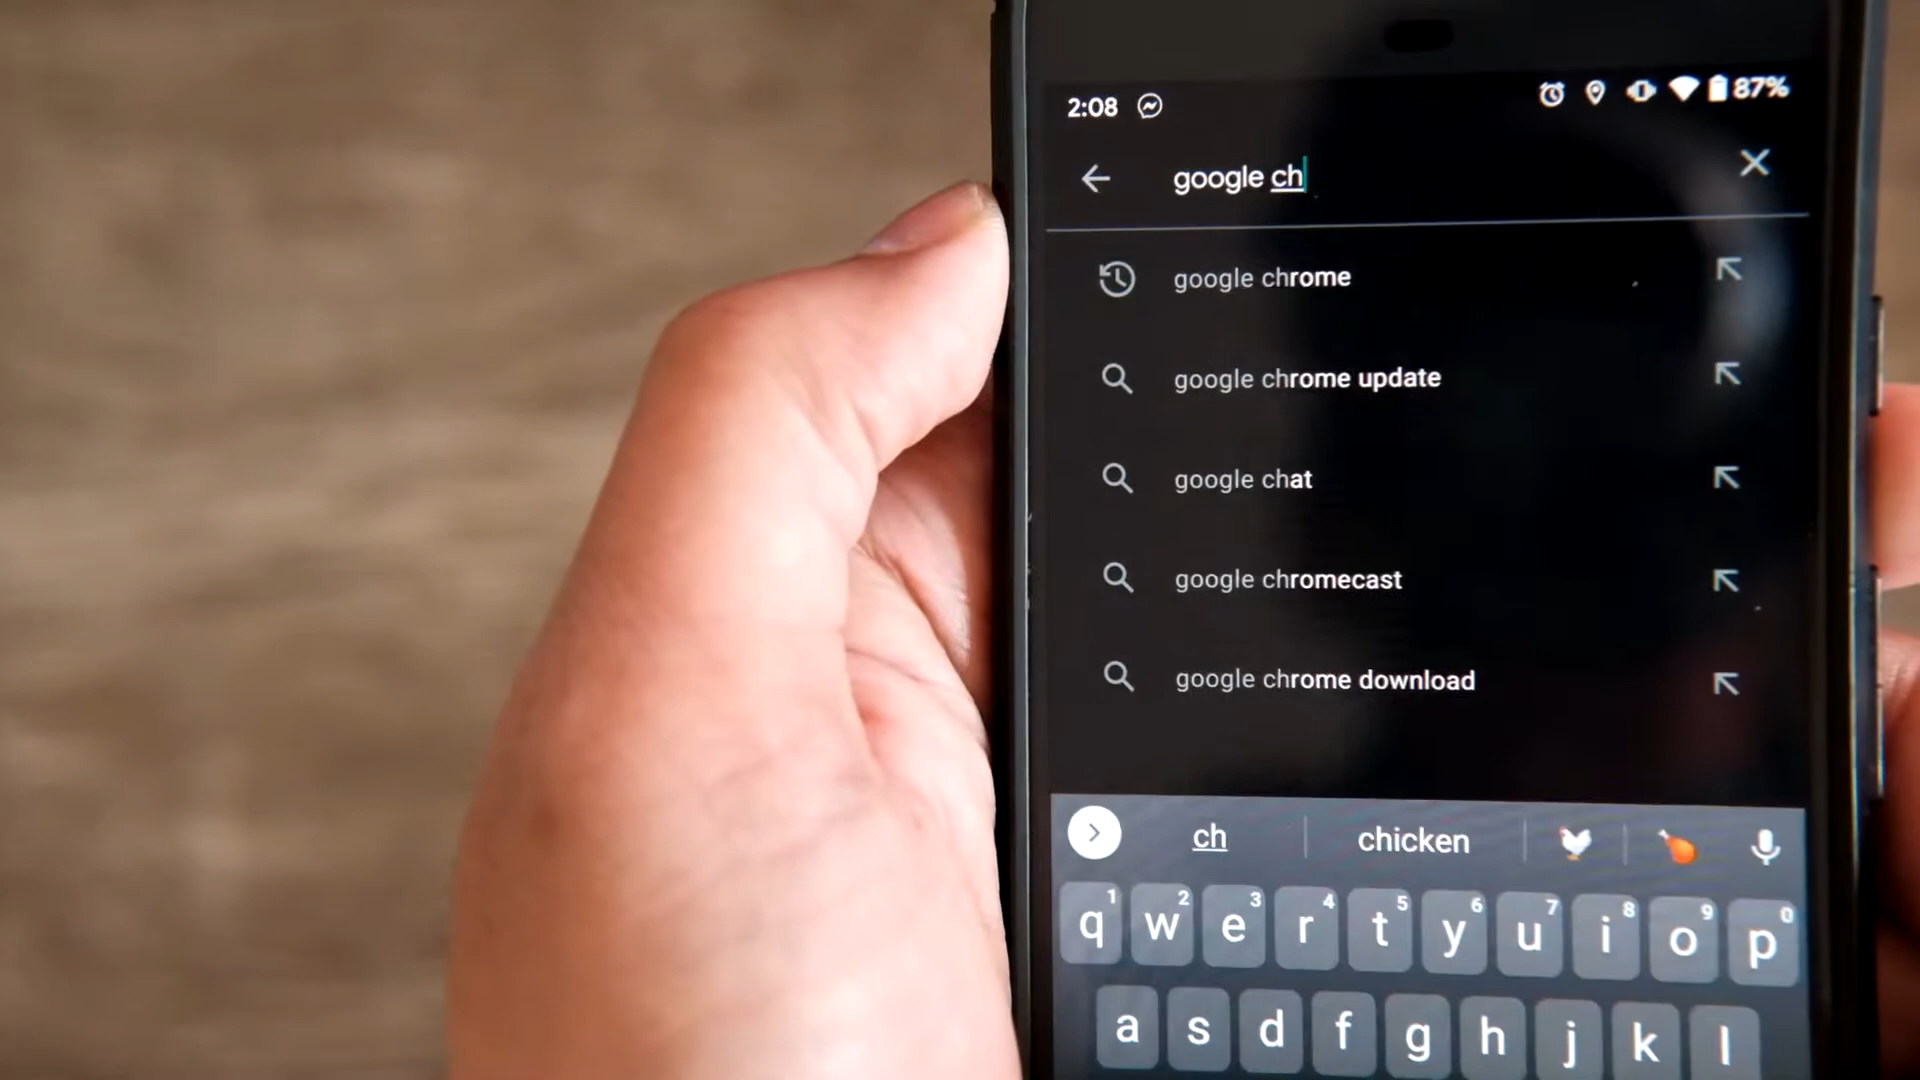 2:08 87%
google ch
google chrome
google chrome update
google chat
google chromecast
google chrome download
ch chicken
1 2 3 4 5 6 7 8 9 0
q w e r t y u i o p
a s d f g h j k l